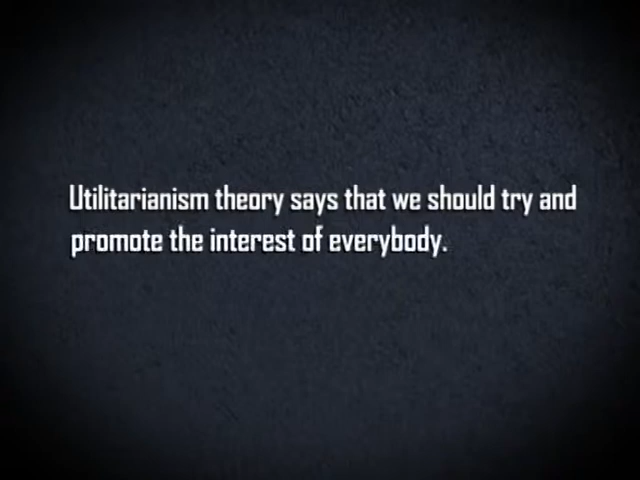 Utilitarianism theory says that we should try and
promote the interest of everybody.